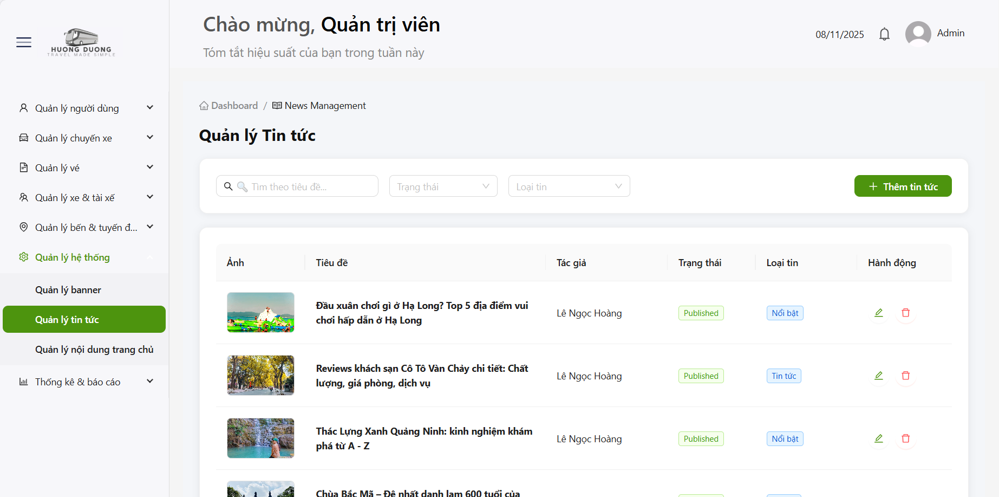 HUONG DUONG
TRAVEL MADE SIMPLE
Chào mừng, Quản trị viên
Tóm tắt hiệu suất của bạn trong tuần này
08/11/2025
Admin
Quản lý người dùng
Quản lý chuyến xe
Quản lý vé
Quản lý xe & tài xế
Quản lý bến & tuyến đ...
Quản lý hệ thống
Quản lý banner
Quản lý tin tức
Quản lý nội dung trang chủ
Thống kê & báo cáo
Dashboard / News Management
Quản lý Tin tức
Tìm theo tiêu đề...
Trạng thái
Loại tin
Thêm tin tức
Ảnh Tiêu đề Tác giả Trạng thái Loại tin Hành động
Đầu xuân chơi gì ở Hạ Long? Top 5 địa điểm vui
chơi hấp dẫn ở Hạ Long
Lê Ngọc Hoàng
Published
Nổi bật
Reviews khách sạn Cô Tô Vàn Chảy chi tiết: Chất
lượng, giá phòng, dịch vụ
Lê Ngọc Hoàng
Published
Tin tức
Thác Lựng Xanh Quảng Ninh: kinh nghiệm khám
phá từ A - Z
Lê Ngọc Hoàng
Published
Nổi bật
Chùa Bắc Mã – Đệ nhất danh lam 600 tuổi của